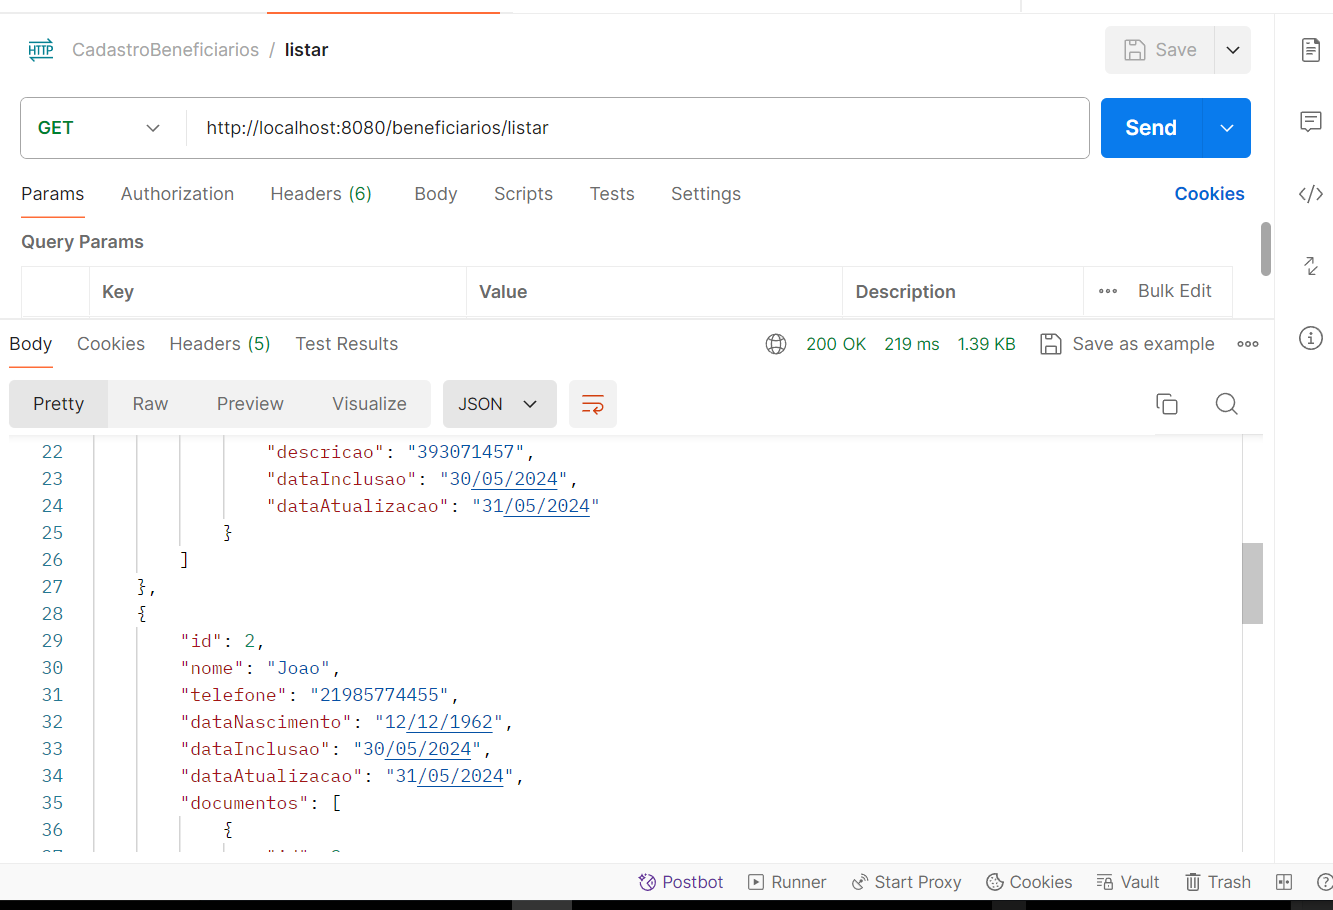 HTTP CadastroBeneficiarios / listar Save
GET http://localhost:8080/beneficiarios/listar Send
Params Authorization Headers (6) Body Scripts Tests Settings Cookies
Query Params
Key Value Description ••• Bulk Edit
Body Cookies Headers (5) Test Results 200 OK 219 ms 1.39 KB Save as example
Pretty Raw Preview Visualize JSON
22 "descricao": "393071457",
23 "dataInclusao": "30/05/2024",
24 "dataAtualizacao": "31/05/2024"
25 }
26 ]
27 },
28 {
29 "id": 2,
30 "nome": "Joao",
31 "telefone": "21985774455",
32 "dataNascimento": "12/12/1962",
33 "dataInclusao": "30/05/2024",
34 "dataAtualizacao": "31/05/2024",
35 "documentos": [
36 {
Postbot Runner Start Proxy Cookies Vault Trash